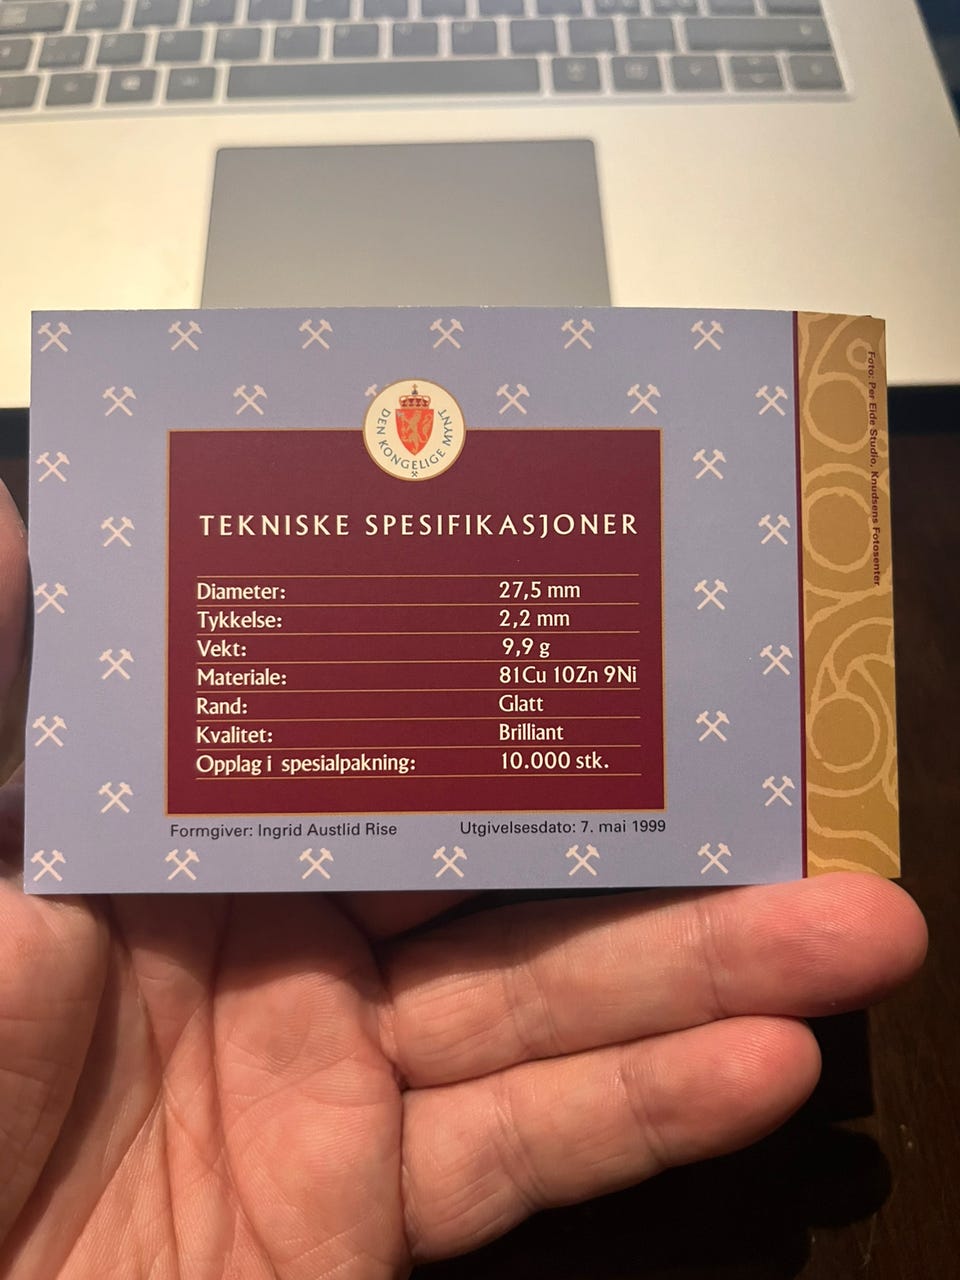 DEN KONGELIGE MYNT
TEKNISKE SPESIFIKASJONER
Diameter: 27,5 mm
Tykkelse: 2,2 mm
Vekt: 9,9 g
Materiale: 81Cu 10Zn 9Ni
Rand: Glatt
Kvalitet: Brilliant
Opplag i spesialpakning: 10.000 stk.
Formgiver: Ingrid Austlid Rise Utgivelsesdato: 7. mai 1999
Foto: Per Eide Studio, Knudsens Fotosenter.